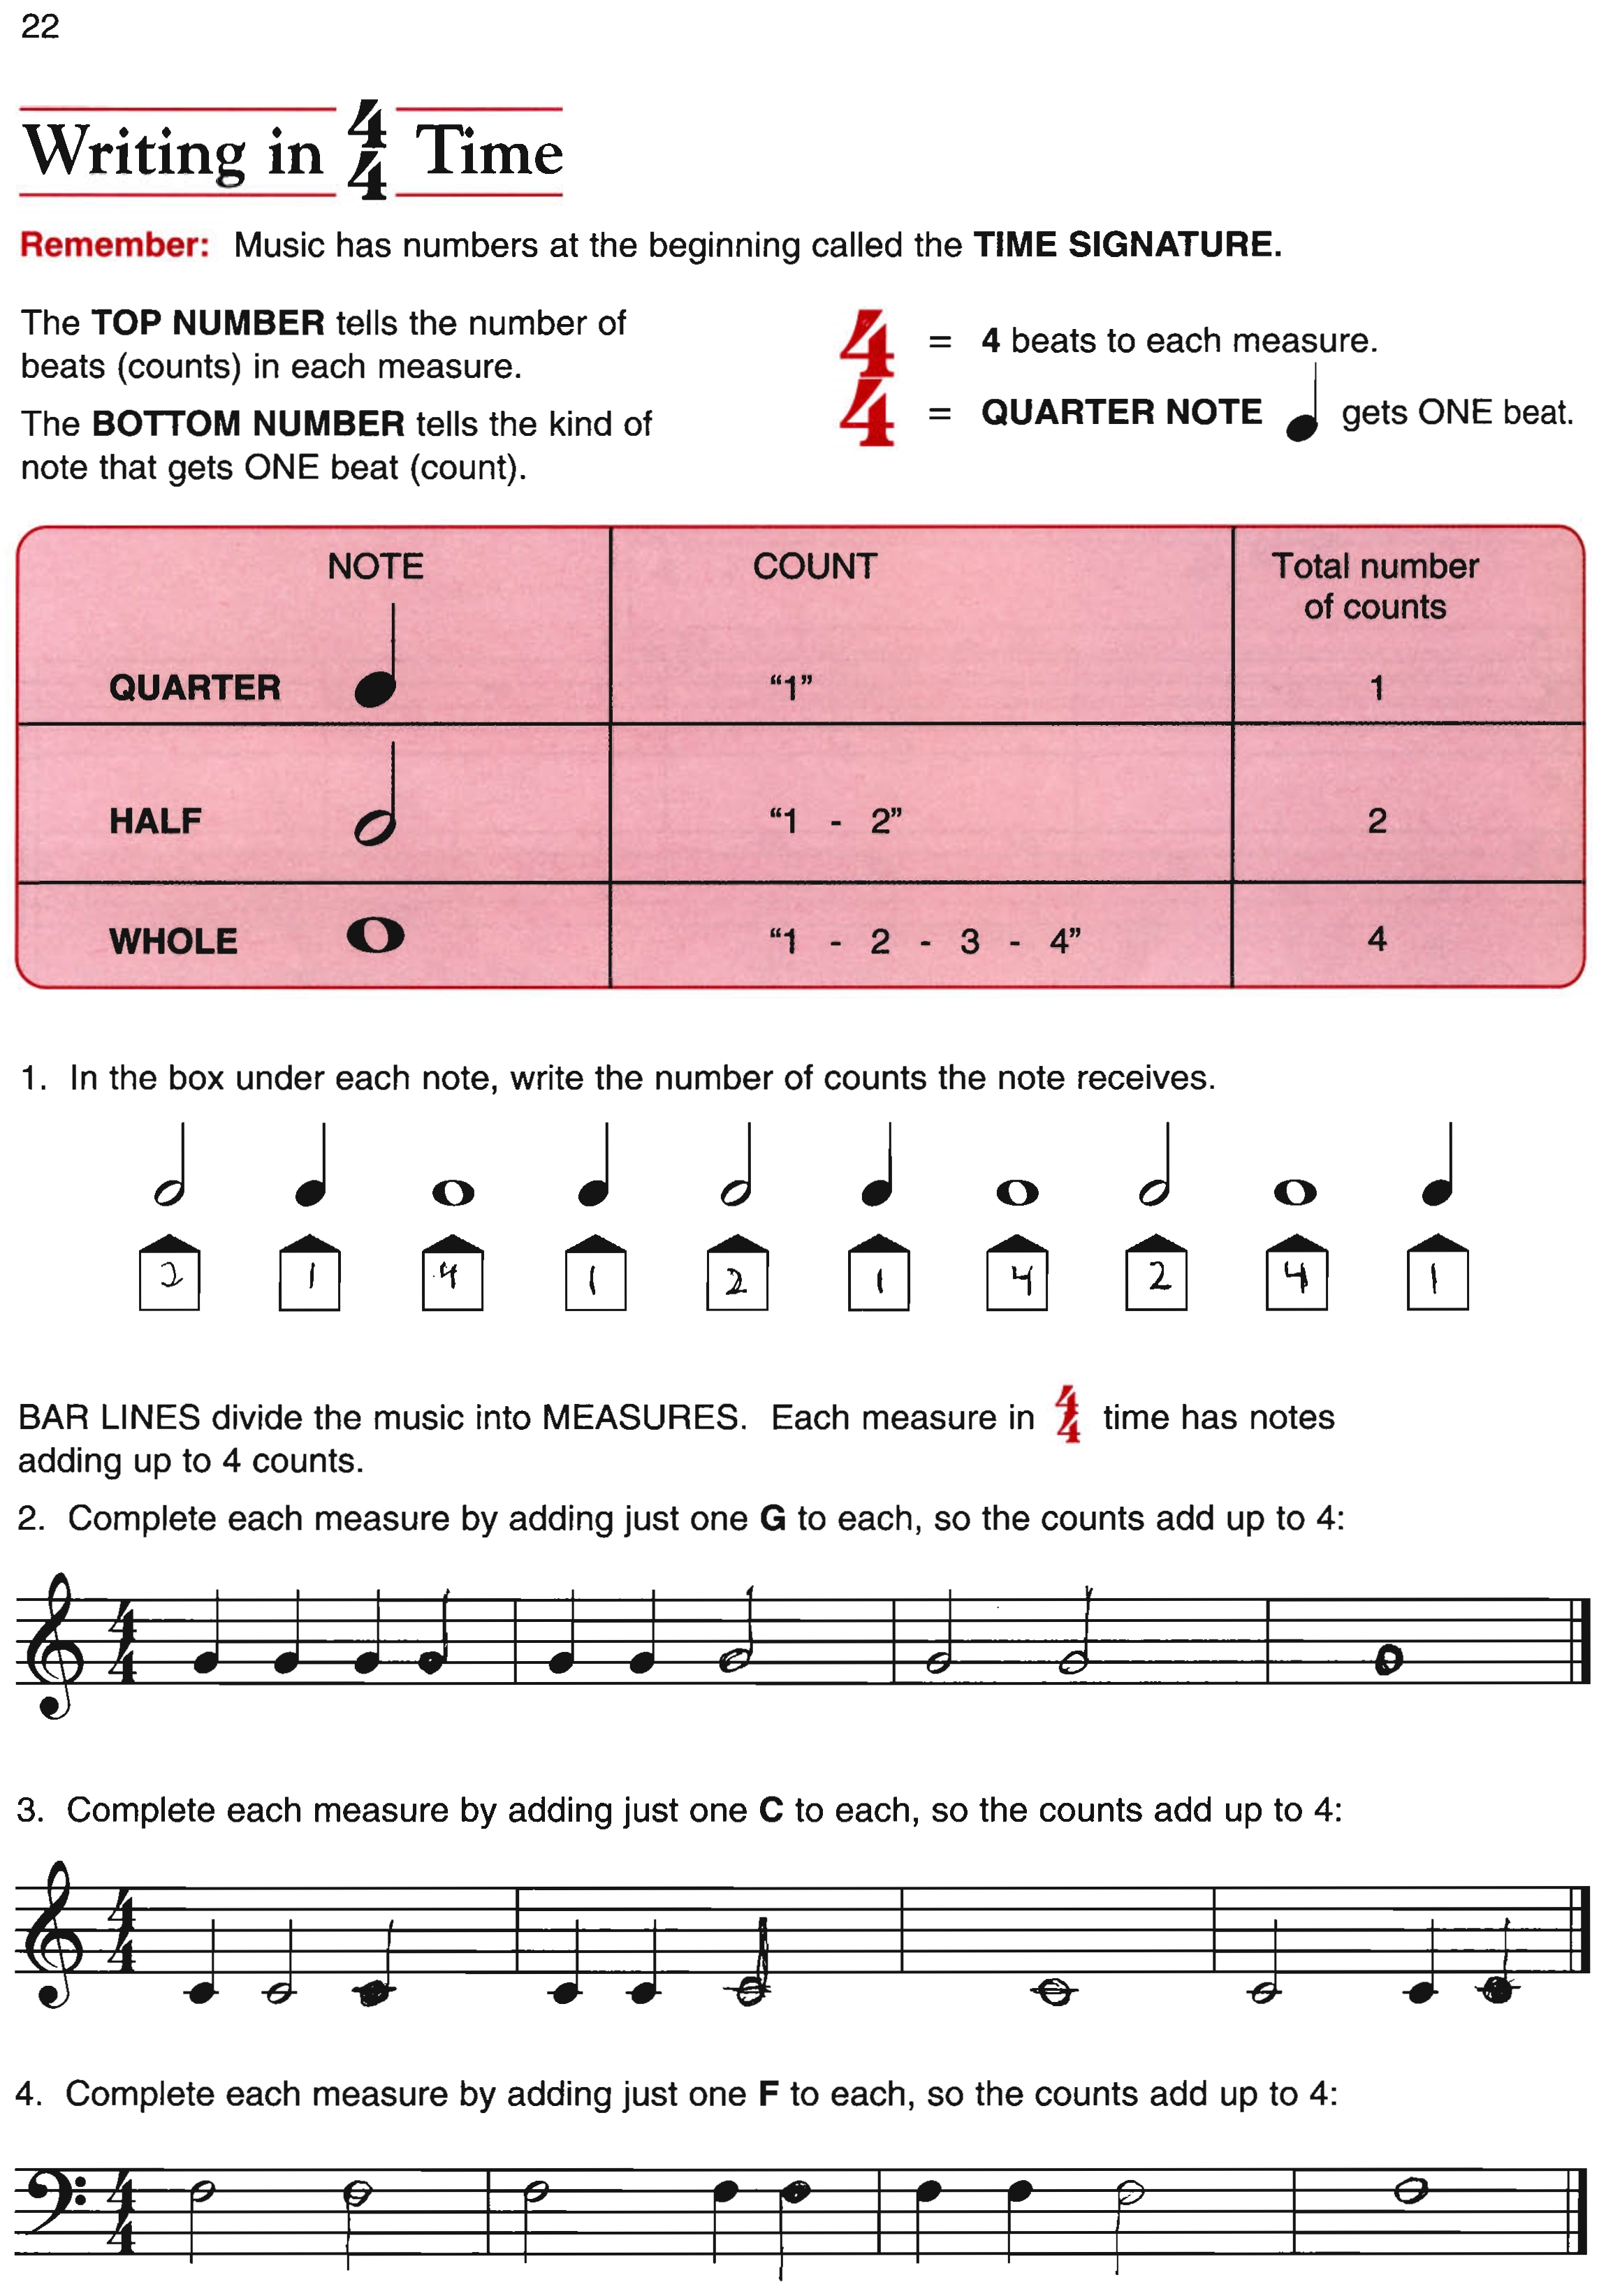 22
Writing in 4/4 Time
Remember: Music has numbers at the beginning called the TIME SIGNATURE.
The TOP NUMBER tells the number of
beats (counts) in each measure.
The BOTTOM NUMBER tells the kind of
note that gets ONE beat (count).
4 = 4 beats to each measure.
4 = QUARTER NOTE gets ONE beat.
NOTE COUNT Total number
of counts
QUARTER “1” 1
HALF “1 - 2” 2
WHOLE “1 - 2 - 3 - 4” 4
1. In the box under each note, write the number of counts the note receives.
2 1 4 1 2 1 4 2 4 1
BAR LINES divide the music into MEASURES. Each measure in 4/4 time has notes
adding up to 4 counts.
2. Complete each measure by adding just one G to each, so the counts add up to 4:
4
4
3. Complete each measure by adding just one C to each, so the counts add up to 4:
4
4
4. Complete each measure by adding just one F to each, so the counts add up to 4:
4
4